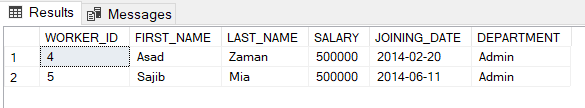 Results Messages
WORKER_ID FIRST_NAME LAST_NAME SALARY JOINING_DATE DEPARTMENT
1 4 Asad Zaman 500000 2014-02-20 Admin
2 5 Sajib Mia 500000 2014-06-11 Admin